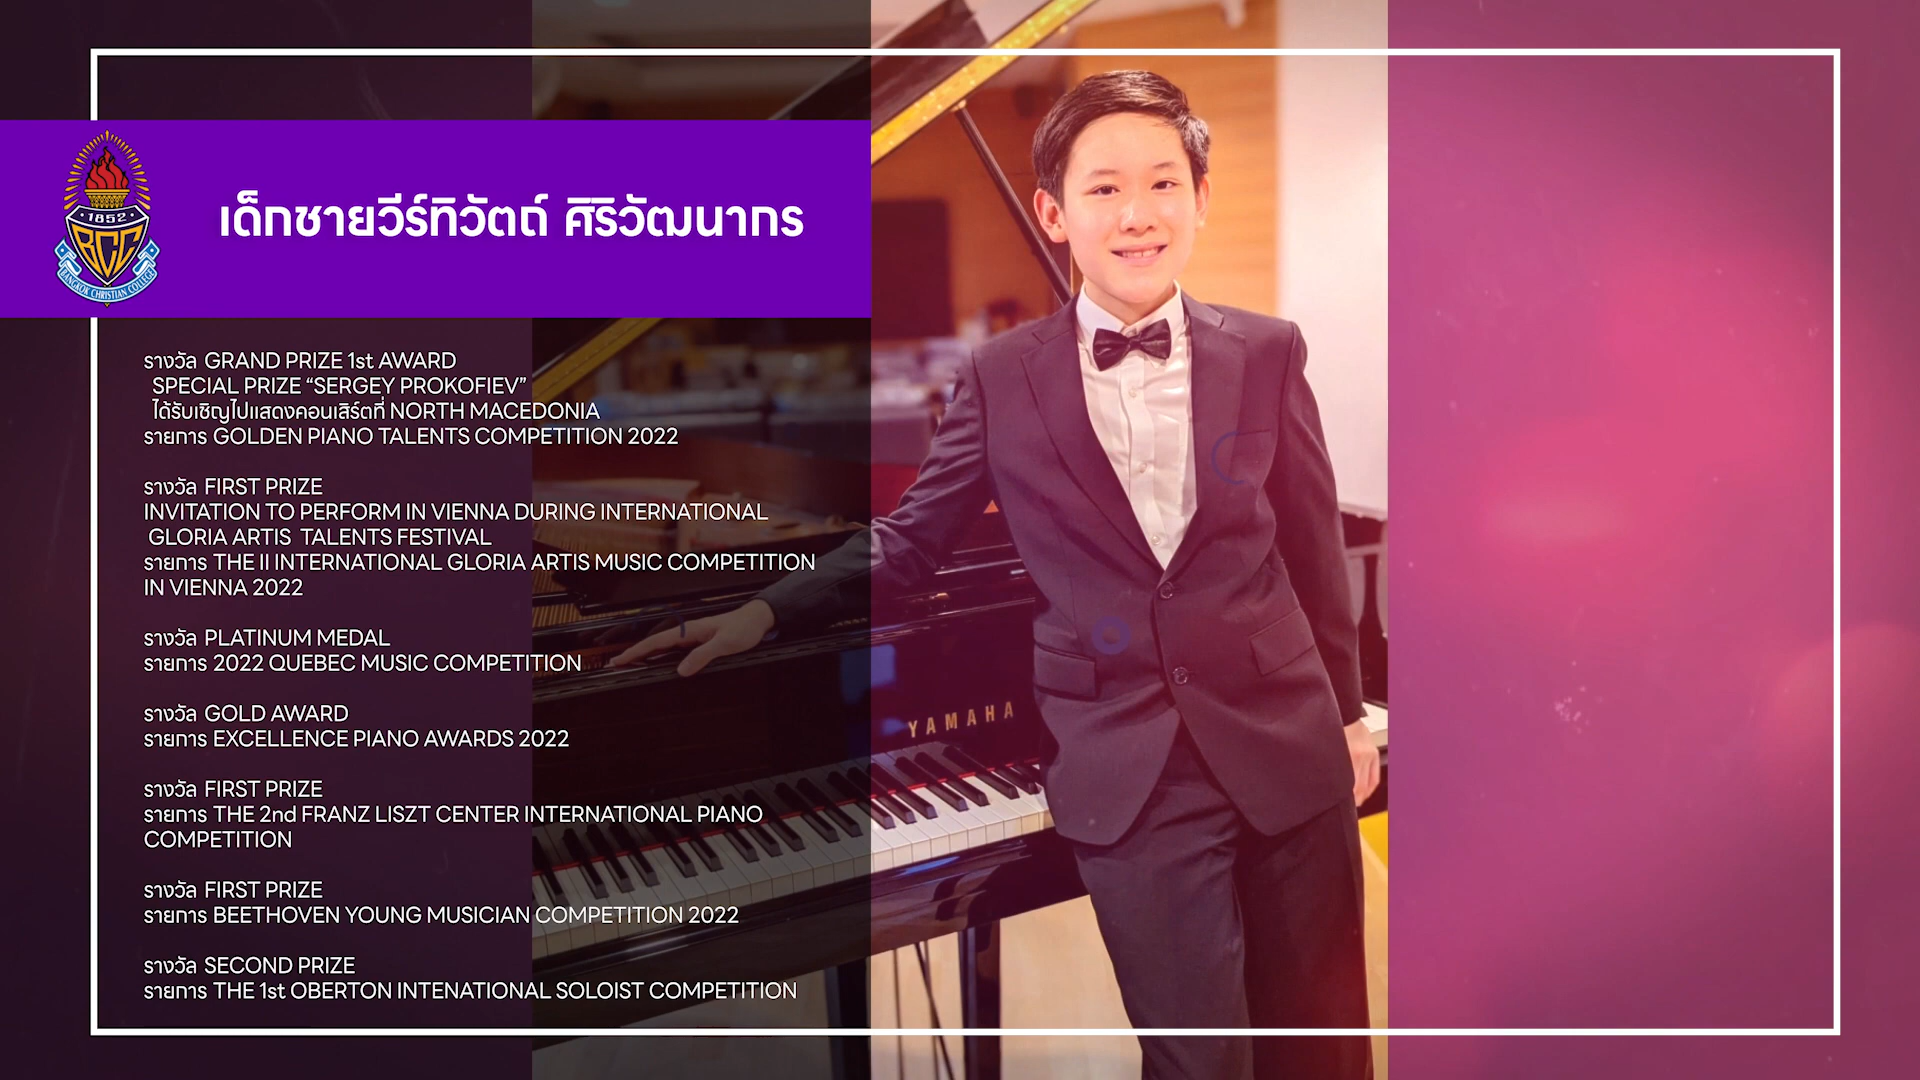 1852
BCC
BANGKOK CHRISTIAN COLLEGE
เด็กชายวีร์ทิวัตถ์ ศิริวัฒนากร
รางวัล GRAND PRIZE 1st AWARD
SPECIAL PRIZE “SERGEY PROKOFIEV”
ได้รับเชิญไปแสดงคอนเสิร์ตที่ NORTH MACEDONIA
รายการ GOLDEN PIANO TALENTS COMPETITION 2022
รางวัล FIRST PRIZE
INVITATION TO PERFORM IN VIENNA DURING INTERNATIONAL
GLORIA ARTIS TALENTS FESTIVAL
รายการ THE II INTERNATIONAL GLORIA ARTIS MUSIC COMPETITION
IN VIENNA 2022
รางวัล PLATINUM MEDAL
รายการ 2022 QUEBEC MUSIC COMPETITION
รางวัล GOLD AWARD
รายการ EXCELLENCE PIANO AWARDS 2022
รางวัล FIRST PRIZE
รายการ THE 2nd FRANZ LISZT CENTER INTERNATIONAL PIANO
COMPETITION
รางวัล FIRST PRIZE
รายการ BEETHOVEN YOUNG MUSICIAN COMPETITION 2022
รางวัล SECOND PRIZE
รายการ THE 1st OBERTON INTENATIONAL SOLOIST COMPETITION
YAMAHA